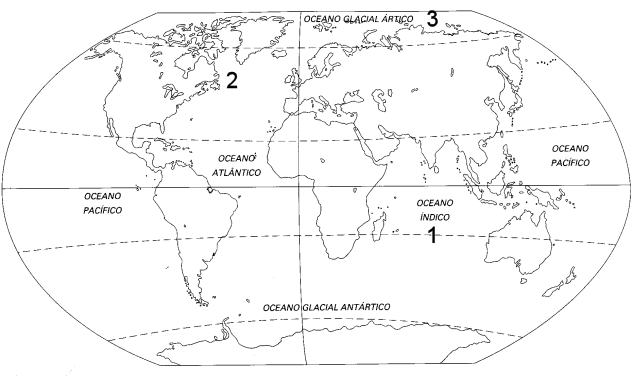 OCEANO GLACIAL ÁRTICO 3
2
OCEANO
ATLÁNTICO
OCEANO
PACÍFICO
OCEANO
PACÍFICO
OCEANO
ÍNDICO
1
OCEANO GLACIAL ANTÁRTICO